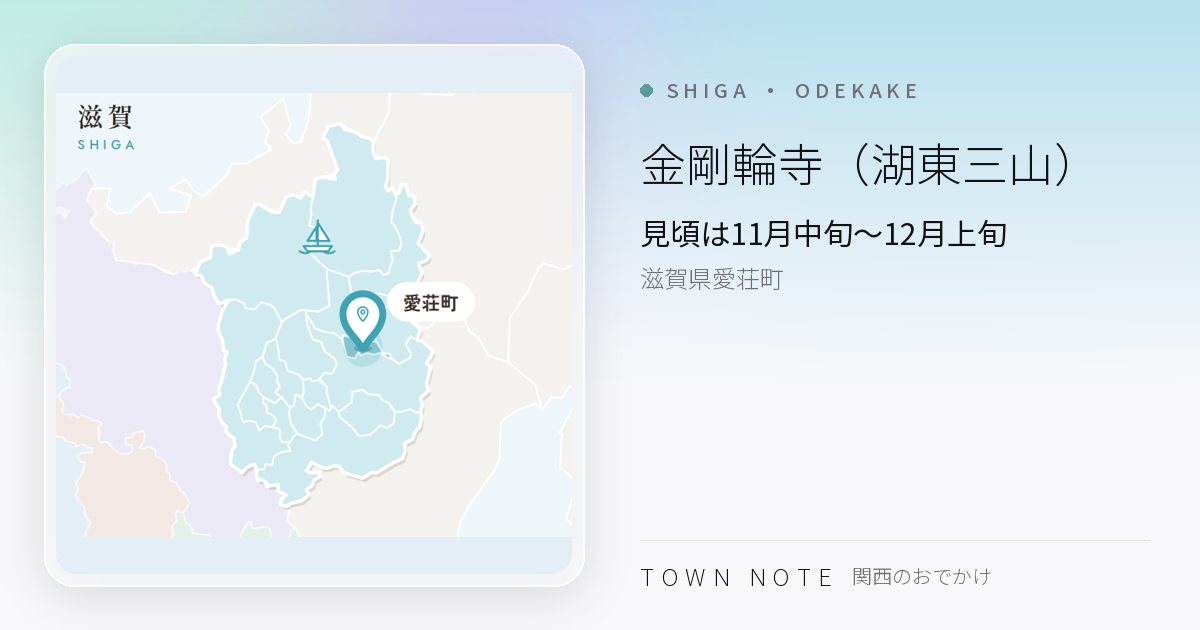 滋賀
SHIGA
愛荘町
SHIGA ・ ODEKAKE
金剛輪寺（湖東三山）
見頃は11月中旬〜12月上旬
滋賀県愛荘町
TOWN NOTE 関西のおでかけ